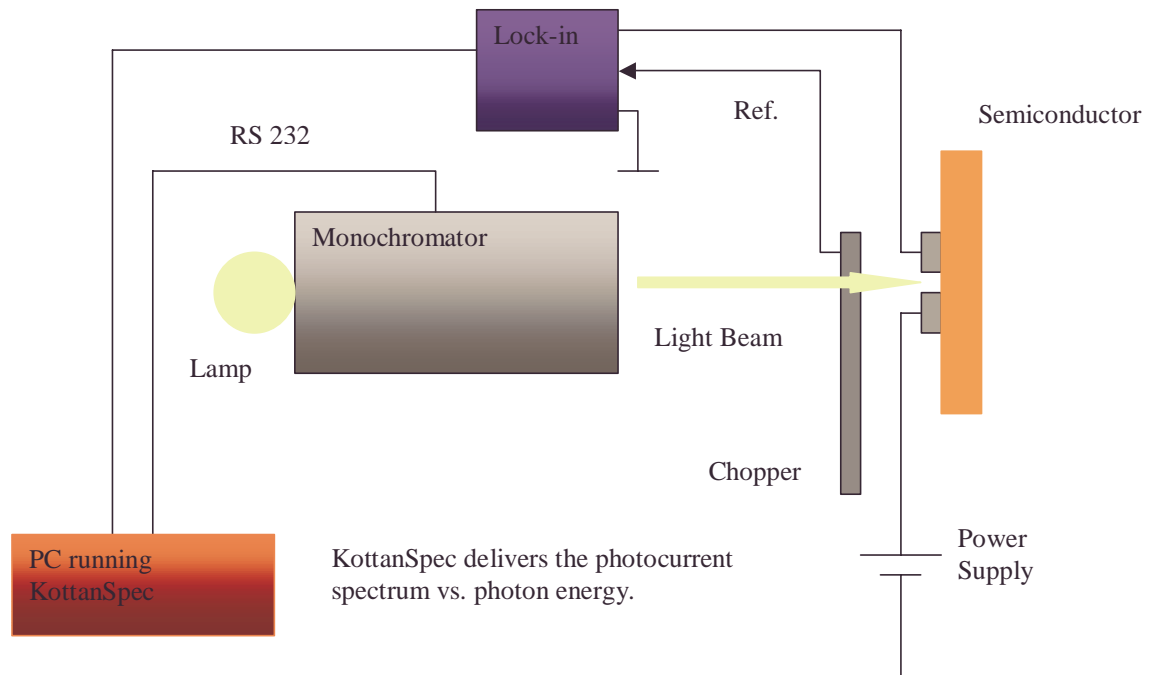 Lock-in
Ref.
Semiconductor
RS 232
Monochromator
Light Beam
Lamp
Chopper
PC running
KottanSpec
KottanSpec delivers the photocurrent
spectrum vs. photon energy.
Power
Supply